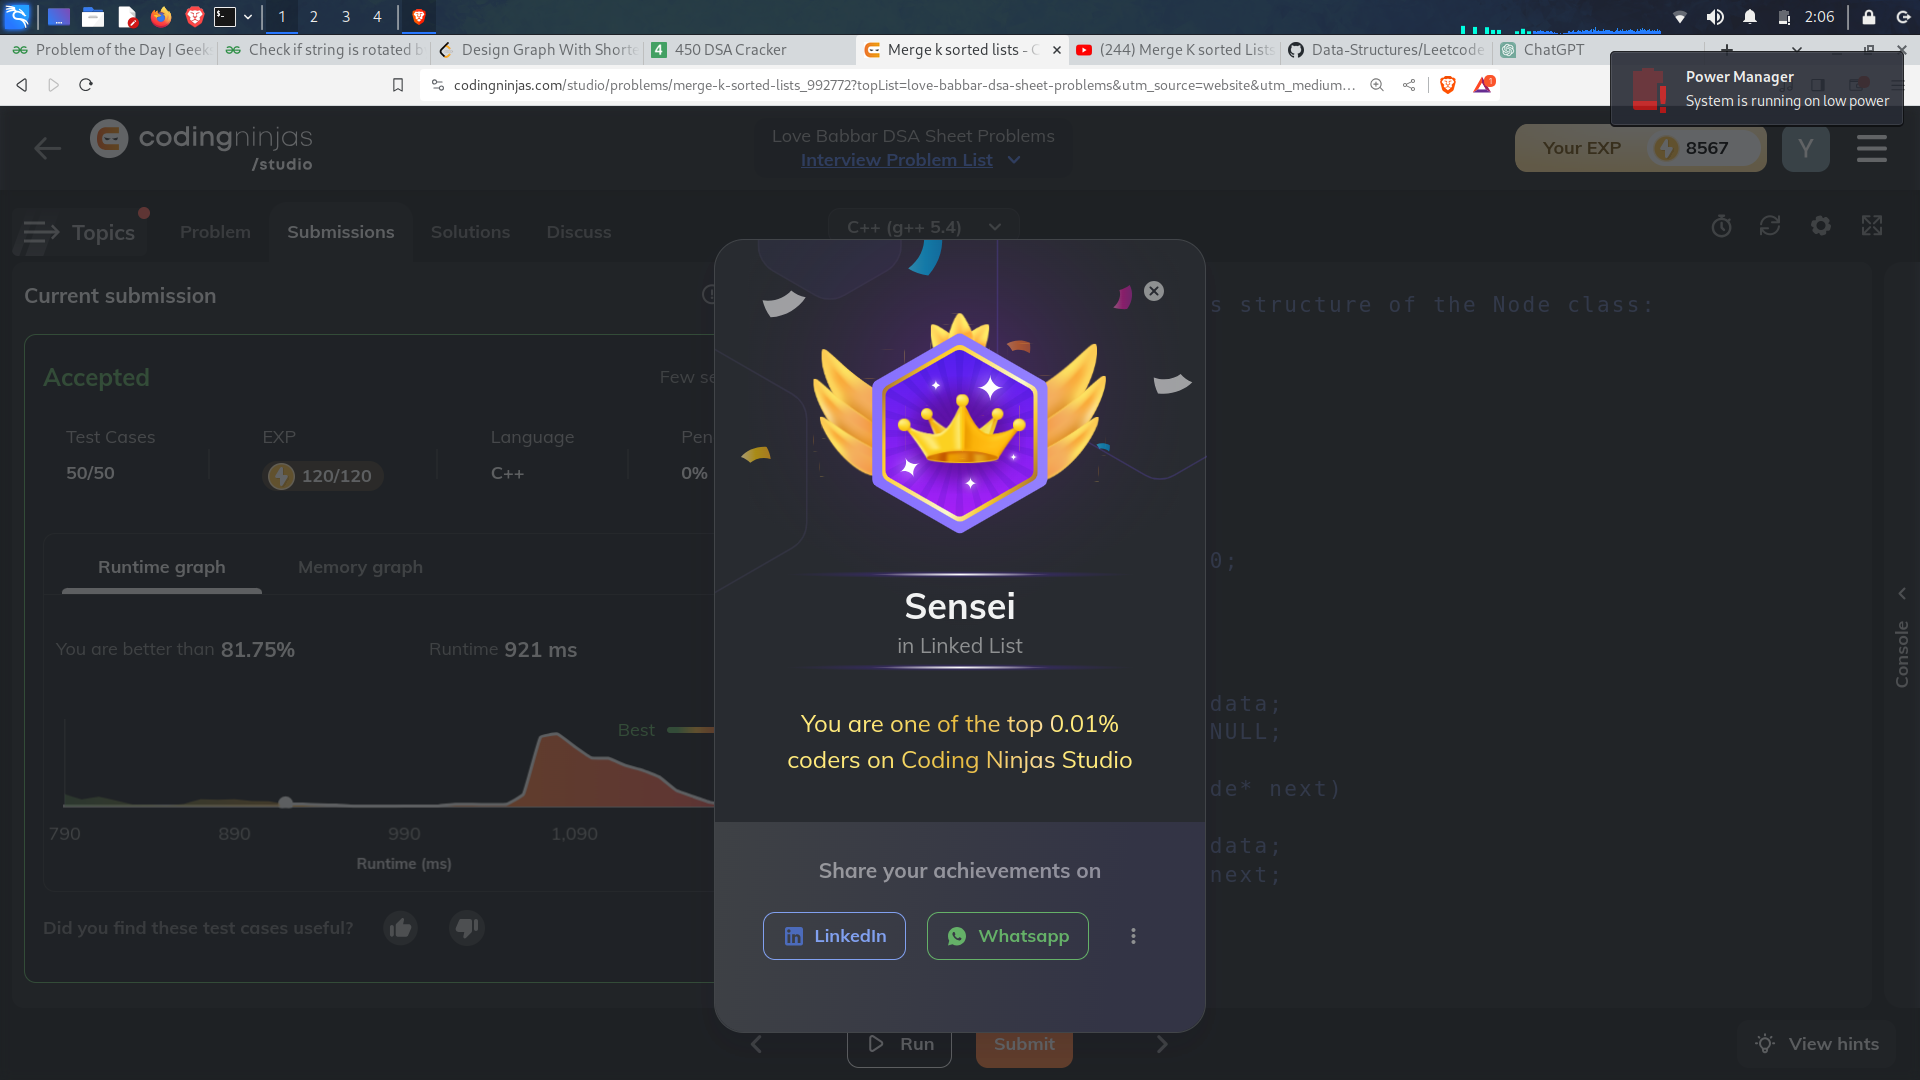 1
2
3
4
2:06
Problem of the Day | Geeks
Check if string is rotated b
Design Graph With Shorte
4 450 DSA Cracker
Merge k sorted lists - C
(244) Merge K sorted Lists
Data-Structures/Leetcode
ChatGPT
codingninjas.com/studio/problems/merge-k-sorted-lists_992772?topList=love-babbar-dsa-sheet-problems&utm_source=website&utm_medium...
1
Power Manager
System is running on low power
codingninjas
/studio
Love Babbar DSA Sheet Problems
Interview Problem List
Your EXP
8567
Y
Topics
Problem
Submissions
Solutions
Discuss
C++ (g++ 5.4)
Current submission
s structure of the Node class:
Accepted
Few se
Test Cases
EXP
Language
Pen
50/50
120/120
C++
0%
0;
Runtime graph
Memory graph
You are better than 81.75%
Runtime 921 ms
Best
790
890
990
1,090
Runtime (ms)
Did you find these test cases useful?
Sensei
in Linked List
You are one of the top 0.01%
coders on Coding Ninjas Studio
Share your achievements on
LinkedIn
Whatsapp
data;
NULL;
de* next)
data;
next;
Console
Run
Submit
View hints